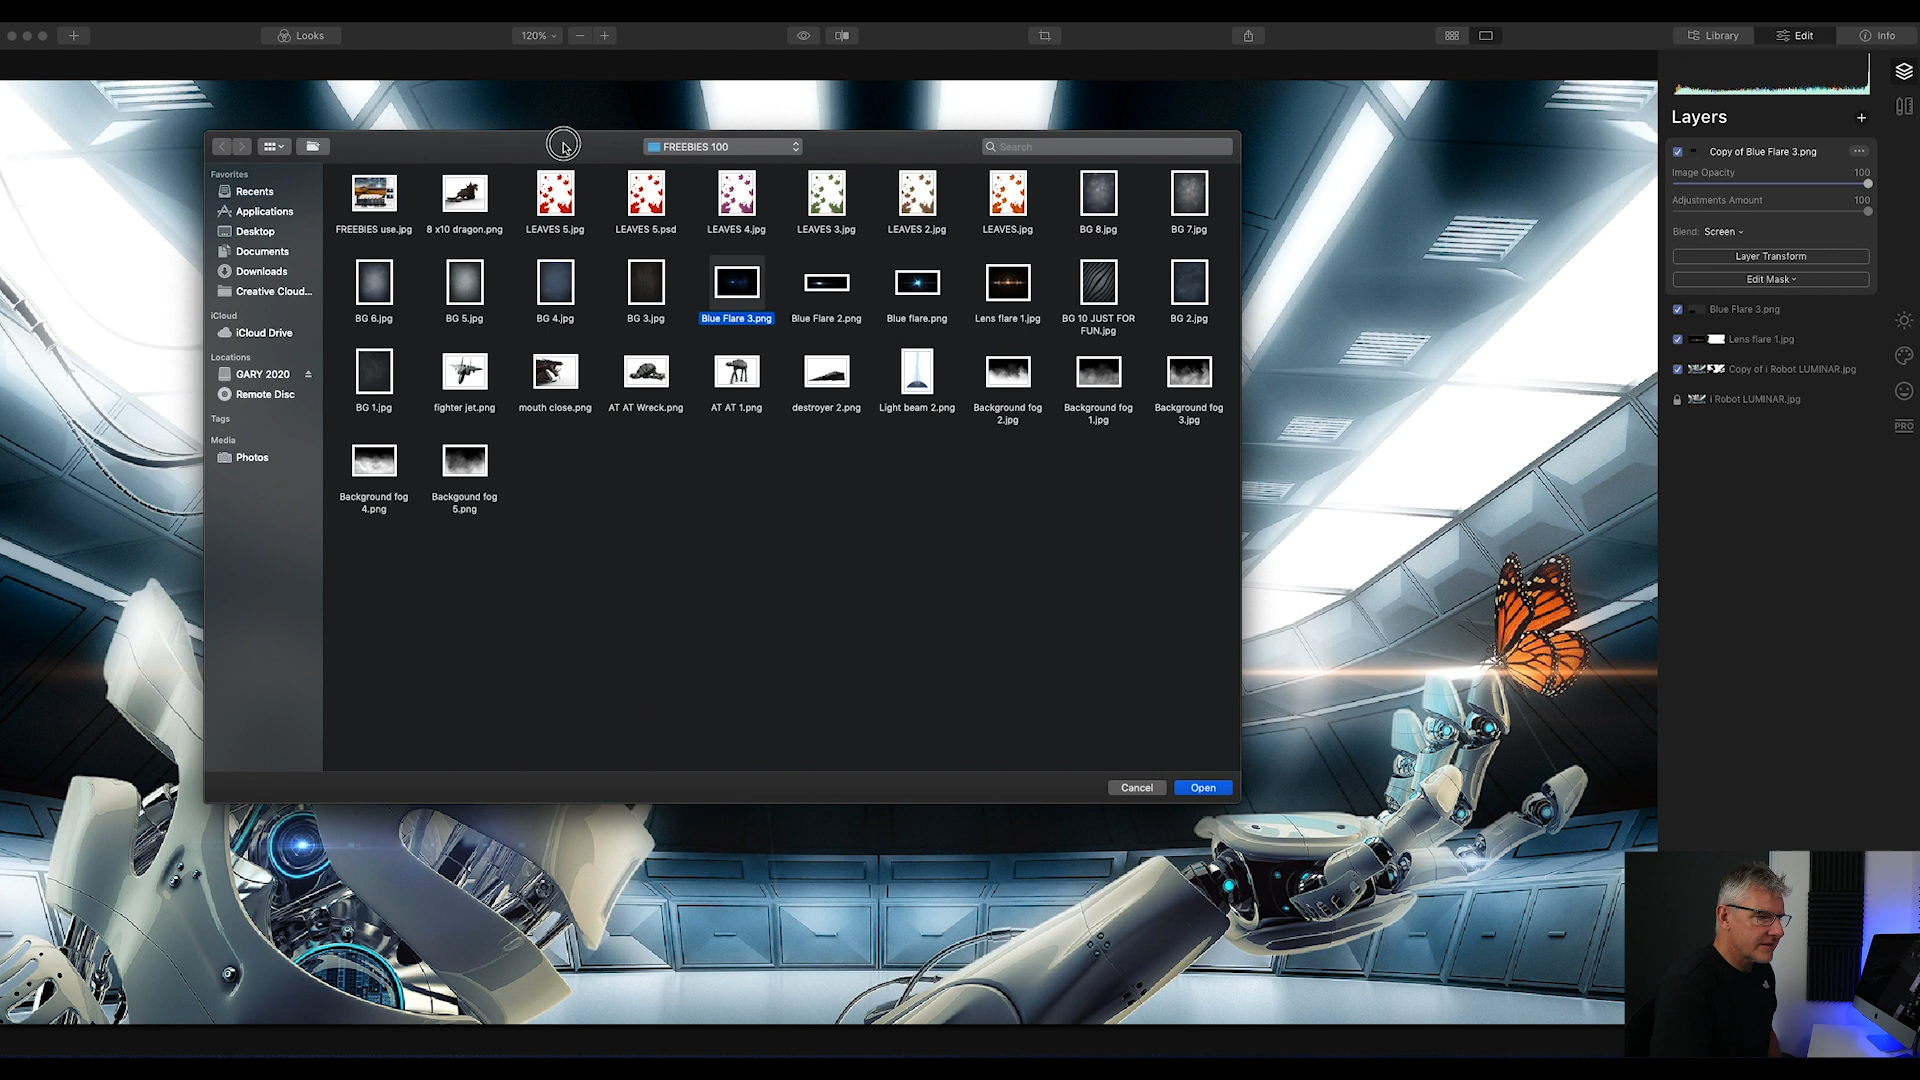 Looks
120%
Library
Edit
Info
FREEBIES 100
Search
Favorites
Recents
Applications
Desktop
Documents
Downloads
Creative Cloud...
iCloud
iCloud Drive
Locations
GARY 2020
Remote Disc
Tags
Media
Photos
FREEBIES use.jpg
8 x10 dragon.png
LEAVES 5.jpg
LEAVES 5.psd
LEAVES 4.jpg
LEAVES 3.jpg
LEAVES 2.jpg
LEAVES.jpg
BG 8.jpg
BG 7.jpg
BG 6.jpg
BG 5.jpg
BG 4.jpg
BG 3.jpg
Blue Flare 3.png
Blue Flare 2.png
Blue flare.png
Lens flare 1.jpg
BG 10 JUST FOR
FUN.jpg
BG 2.jpg
BG 1.jpg
fighter jet.png
mouth close.png
AT AT Wreck.png
AT AT 1.png
destroyer 2.png
Light beam 2.png
Background fog
2.jpg
Background fog
1.jpg
Background fog
3.jpg
Background fog
4.png
Backgound fog
5.png
Cancel
Open
Layers
Copy of Blue Flare 3.png
Image Opacity
100
Adjustments Amount
100
Blend: Screen
Layer Transform
Edit Mask
Blue Flare 3.png
Lens flare 1.jpg
Copy of i Robot LUMINAR.jpg
i Robot LUMINAR.jpg
PRO